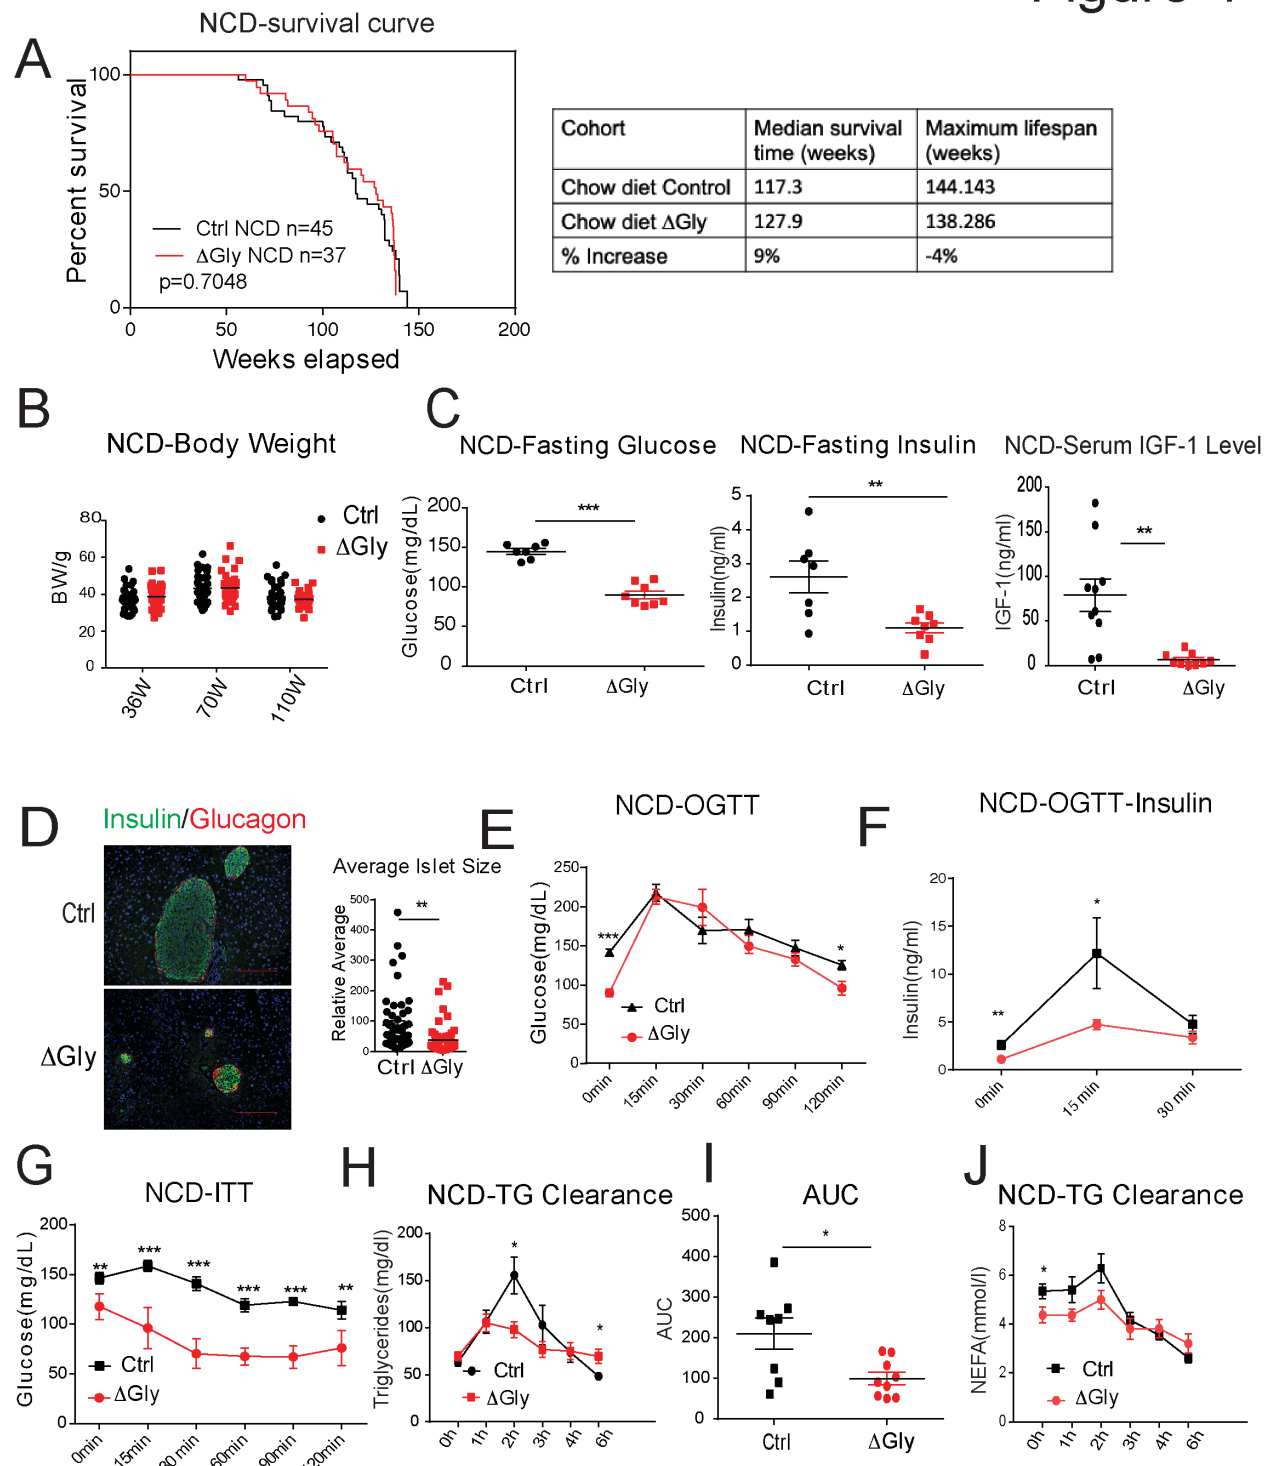 A
NCD-survival curve
Percent survival
100
50
0
Ctrl NCD n=45
ΔGly NCD n=37
p=0.7048
0 50 100 150 200
Weeks elapsed
Cohort Median survival time (weeks) Maximum lifespan (weeks)
Chow diet Control 117.3 144.143
Chow diet ΔGly 127.9 138.286
% Increase 9% -4%
B
NCD-Body Weight
BW/g
80
60
40
20
0
Ctrl
ΔGly
36W 70W 110W
C
NCD-Fasting Glucose
Glucose(mg/dL)
200
150
100
50
0
***
Ctrl ΔGly
NCD-Fasting Insulin
Insulin(ng/ml)
5
4
3
2
1
0
**
Ctrl ΔGly
NCD-Serum IGF-1 Level
IGF-1(ng/ml)
200
150
100
50
0
**
Ctrl ΔGly
D
Insulin/Glucagon
Ctrl
ΔGly
Average Islet Size
Relative Average
500
400
300
200
100
0
**
Ctrl ΔGly
E
NCD-OGTT
Glucose(mg/dL)
250
200
150
100
50
0
***
*
Ctrl
ΔGly
0min 15min 30min 60min 90min 120min
F
NCD-OGTT-Insulin
Insulin(ng/ml)
20
15
10
5
0
**
*
0min 15 min 30 min
G
NCD-ITT
Glucose(mg/dL)
200
150
100
50
0
** *** *** *** *** **
Ctrl
ΔGly
0min 15min 30 min 60min 90min 120min
H
NCD-TG Clearance
Triglycerides(mg/dl)
200
150
100
50
0
*
*
Ctrl
ΔGly
0h 1h 2h 3h 4h 6h
I
AUC
AUC
500
400
300
200
100
0
*
Ctrl ΔGly
J
NCD-TG Clearance
NEFA(mmol/l)
8
6
4
2
0
*
Ctrl
ΔGly
0h 1h 2h 3h 4h 6h